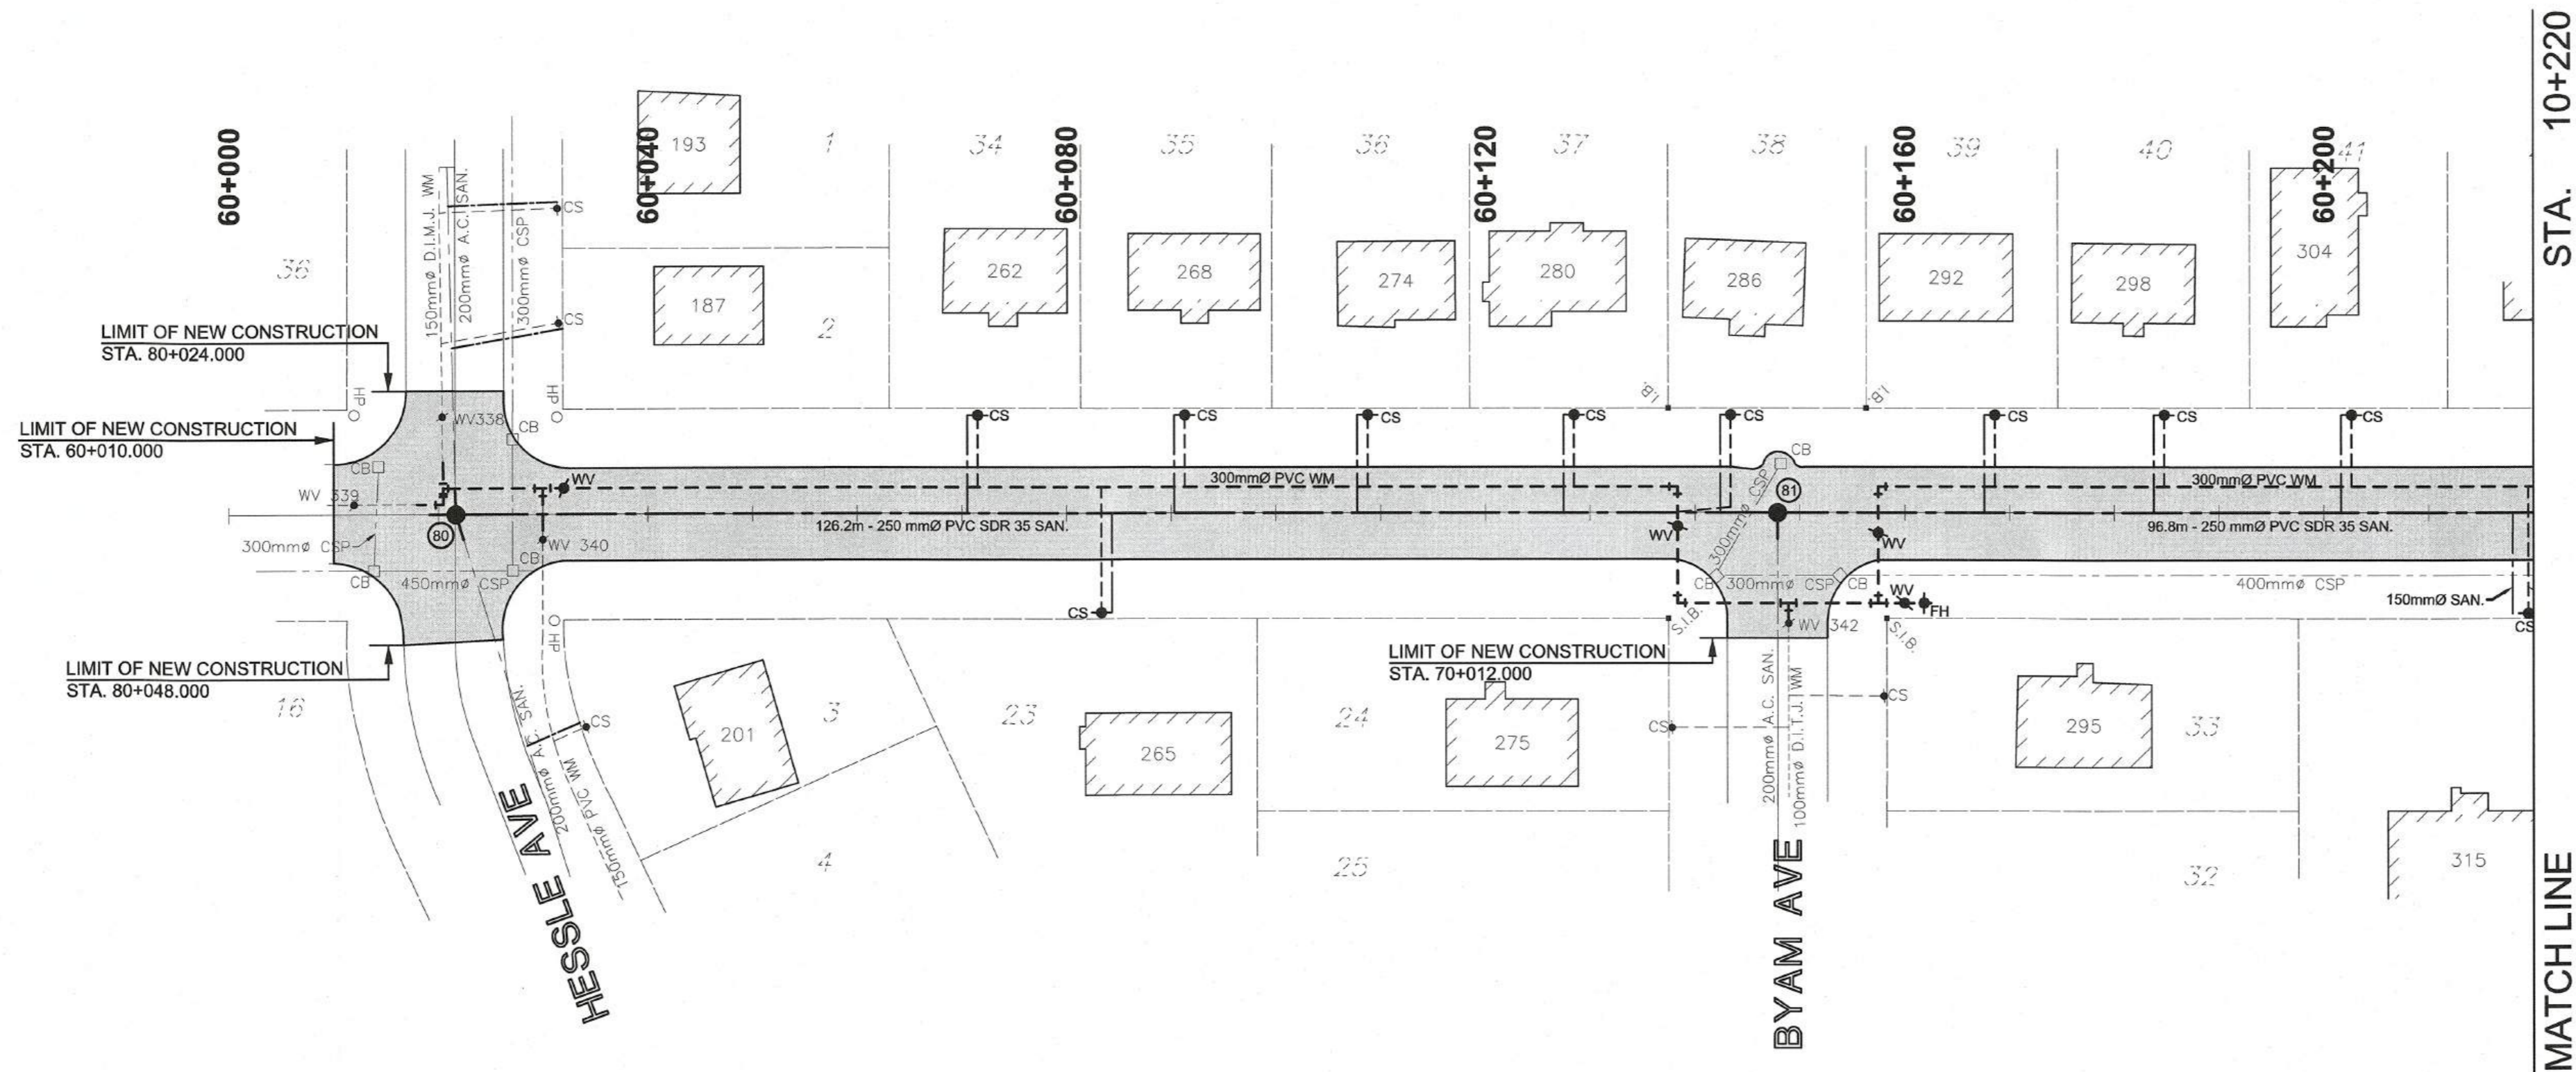 60+000
60+040
60+080
60+120
60+160
60+200
STA. 10+220
MATCH LINE
193
1
34
35
36
37
38
39
40
41
36
187
2
262
268
274
280
286
292
298
304
150mmø D.I.M.J. WM
200mmø A.C. SAN.
300mmø CSP
CS
CS
LIMIT OF NEW CONSTRUCTION
STA. 80+024.000
LIMIT OF NEW CONSTRUCTION
STA. 60+010.000
HP
HP
WV338
CB
CB
WV 339
WV
80
300mmø CSP
CB
450mmø CSP
CB
WV 340
HP
CS
CS
CS
CS
CS
CS
CS
CS
I.B.
I.B.
300mmØ PVC WM
126.2m - 250 mmØ PVC SDR 35 SAN.
CB
81
300mmø CSP
WV
WV
300mmØ PVC WM
96.8m - 250 mmØ PVC SDR 35 SAN.
CB
300mmø CSP
CB
400mmø CSP
150mmØ SAN.
CS
CS
WV
FH
S.I.B.
WV 342
S.I.B.
LIMIT OF NEW CONSTRUCTION
STA. 80+048.000
LIMIT OF NEW CONSTRUCTION
STA. 70+012.000
16
200mmø A.C. SAN.
150mmø PVC WM
CS
HESSLE AVE
201
3
4
23
265
24
275
25
CS
CS
200mmø A.C. SAN.
100mmø D.I.T.J. WM
BYAM AVE
295
33
32
315